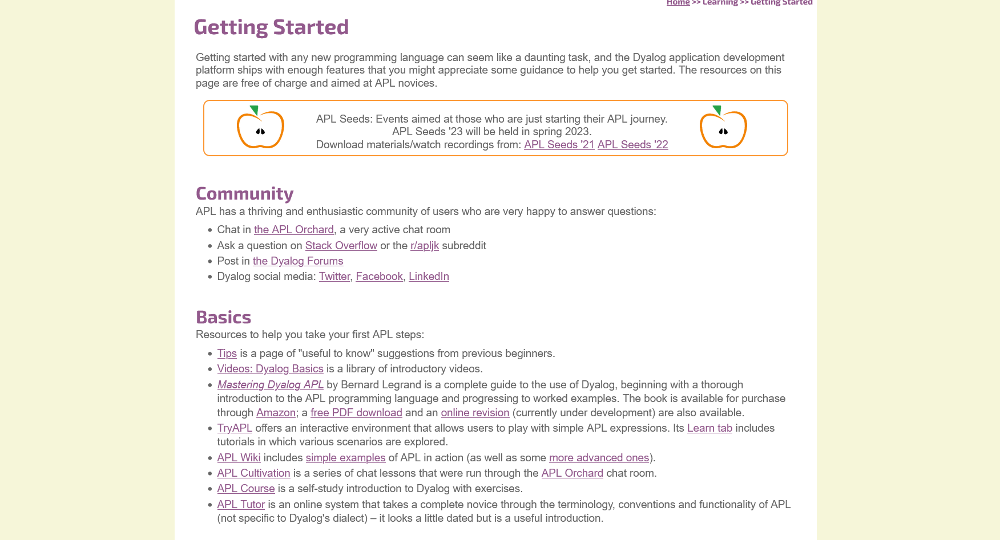 Home >> Learning >> Getting Started
Getting Started
Getting started with any new programming language can seem like a daunting task, and the Dyalog application development
platform ships with enough features that you might appreciate some guidance to help you get started. The resources on this
page are free of charge and aimed at APL novices.
APL Seeds: Events aimed at those who are just starting their APL journey.
APL Seeds '23 will be held in spring 2023.
Download materials/watch recordings from: APL Seeds '21 APL Seeds '22
Community
APL has a thriving and enthusiastic community of users who are very happy to answer questions:
• Chat in the APL Orchard, a very active chat room
• Ask a question on Stack Overflow or the r/apljk subreddit
• Post in the Dyalog Forums
• Dyalog social media: Twitter, Facebook, LinkedIn
Basics
Resources to help you take your first APL steps:
• Tips is a page of "useful to know" suggestions from previous beginners.
• Videos: Dyalog Basics is a library of introductory videos.
• Mastering Dyalog APL by Bernard Legrand is a complete guide to the use of Dyalog, beginning with a thorough
introduction to the APL programming language and progressing to worked examples. The book is available for purchase
through Amazon; a free PDF download and an online revision (currently under development) are also available.
• TryAPL offers an interactive environment that allows users to play with simple APL expressions. Its Learn tab includes
tutorials in which various scenarios are explored.
• APL Wiki includes simple examples of APL in action (as well as some more advanced ones).
• APL Cultivation is a series of chat lessons that were run through the APL Orchard chat room.
• APL Course is a self-study introduction to Dyalog with exercises.
• APL Tutor is an online system that takes a complete novice through the terminology, conventions and functionality of APL
(not specific to Dyalog's dialect) – it looks a little dated but is a useful introduction.